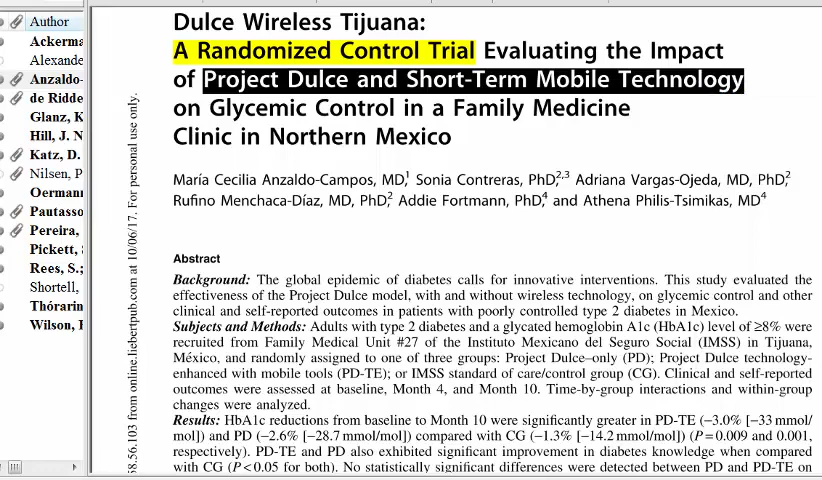 Author
Ackerma
Alexande
Anzaldo-
de Ridde
Glanz, K
Hill, J. N
Katz, D.
Nilsen, P
Oermann
Pautasso
Pereira,
Pickett,
Rees, S.;
Shortell,
Thórarin
Wilson, 
58.56.103 from online.liebertpub.com at 10/06/17. For personal use only.
Dulce Wireless Tijuana:
A Randomized Control Trial Evaluating the Impact
of Project Dulce and Short-Term Mobile Technology
on Glycemic Control in a Family Medicine
Clinic in Northern Mexico
María Cecilia Anzaldo-Campos, MD,1 Sonia Contreras, PhD,2,3 Adriana Vargas-Ojeda, MD, PhD,2
Rufino Menchaca-Díaz, MD, PhD,2 Addie Fortmann, PhD,4 and Athena Philis-Tsimikas, MD4
Abstract
Background: The global epidemic of diabetes calls for innovative interventions. This study evaluated the
effectiveness of the Project Dulce model, with and without wireless technology, on glycemic control and other
clinical and self-reported outcomes in patients with poorly controlled type 2 diabetes in Mexico.
Subjects and Methods: Adults with type 2 diabetes and a glycated hemoglobin A1c (HbA1c) level of ≥8% were
recruited from Family Medical Unit #27 of the Instituto Mexicano del Seguro Social (IMSS) in Tijuana,
México, and randomly assigned to one of three groups: Project Dulce–only (PD); Project Dulce technology-
enhanced with mobile tools (PD-TE); or IMSS standard of care/control group (CG). Clinical and self-reported
outcomes were assessed at baseline, Month 4, and Month 10. Time-by-group interactions and within-group
changes were analyzed.
Results: HbA1c reductions from baseline to Month 10 were significantly greater in PD-TE (−3.0% [−33 mmol/
mol]) and PD (−2.6% [−28.7 mmol/mol]) compared with CG (−1.3% [−14.2 mmol/mol]) (P=0.009 and 0.001,
respectively). PD-TE and PD also exhibited significant improvement in diabetes knowledge when compared
with CG (P<0.05 for both). No statistically significant differences were detected between PD and PD-TE on